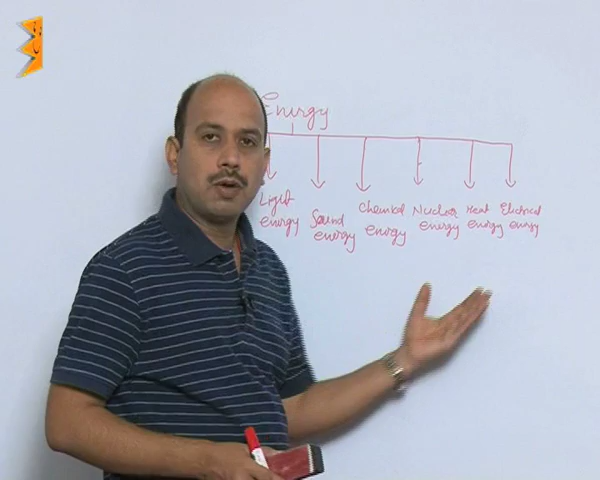 Energy
Light
energy
Sound
energy
Chemical
energy
Nuclear
energy
Heat
energy
Electrical
energy